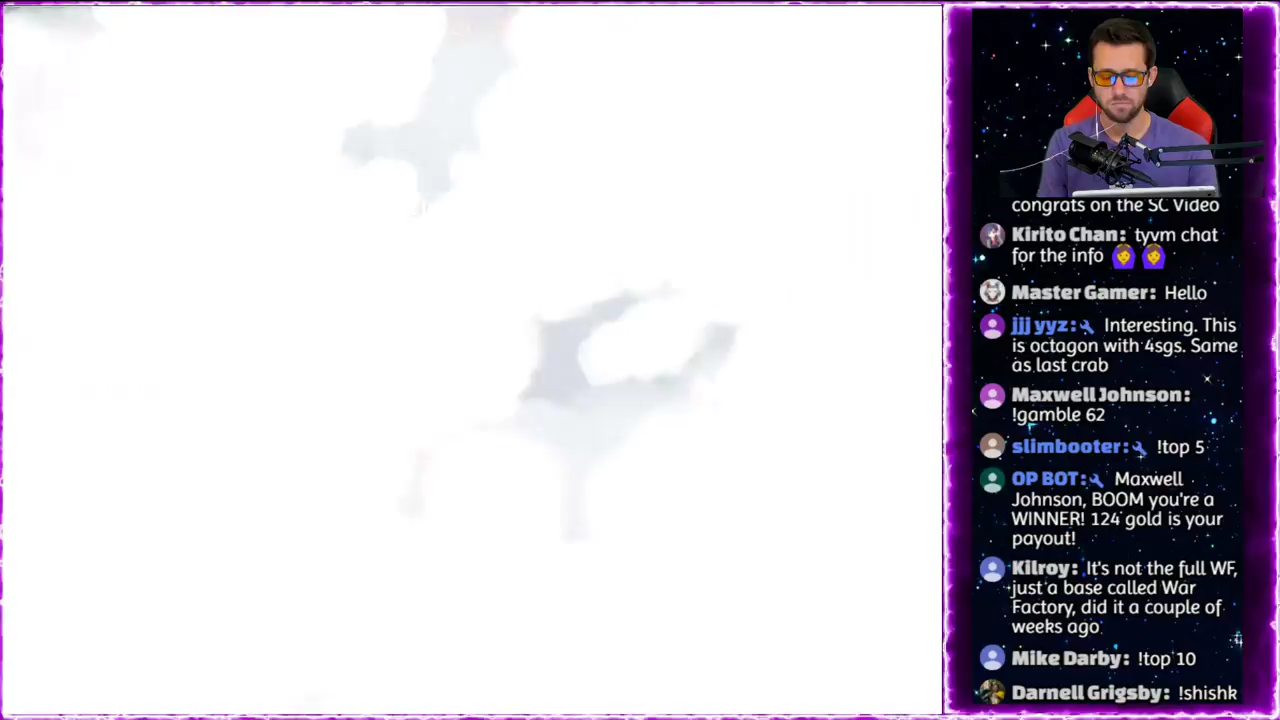 congrats on the SC Video
Kirito Chan: tyvm chat
for the info 🙆‍♀️ 🙆‍♀️
Master Gamer: Hello
jjj yyz: Interesting. This
is octagon with 4sgs. Same
as last crab
Maxwell Johnson:
!gamble 62
slimbooter: !top 5
OP BOT: Maxwell
Johnson, BOOM you're a
WINNER! 124 gold is your
payout!
Kilroy: It's not the full WF,
just a base called War
Factory, did it a couple of
weeks ago
Mike Darby: !top 10
Darnell Grigsby: !shishk